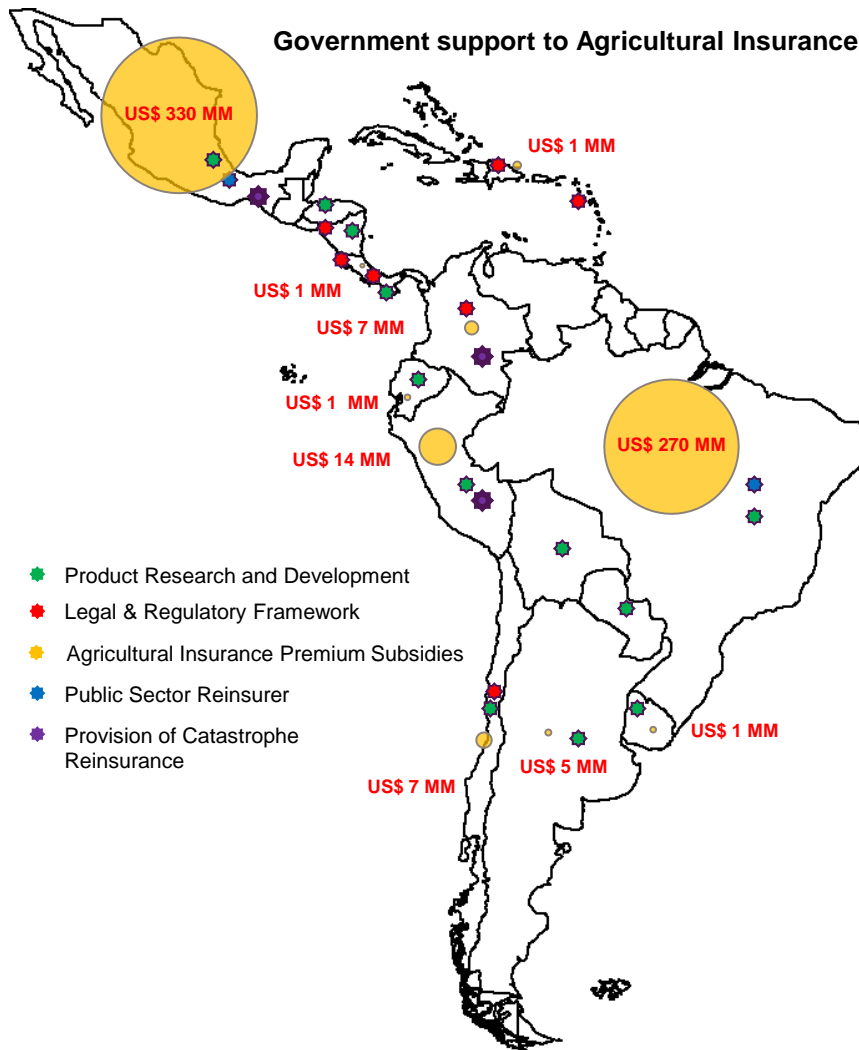 Government support to Agricultural Insurance
US$ 330 MM
US$ 1 MM
US$ 1 MM
US$ 7 MM
US$ 1 MM
US$ 14 MM
US$ 270 MM
Product Research and Development
Legal & Regulatory Framework
Agricultural Insurance Premium Subsidies
Public Sector Reinsurer
Provision of Catastrophe
Reinsurance
US$ 1 MM
US$ 5 MM
US$ 7 MM